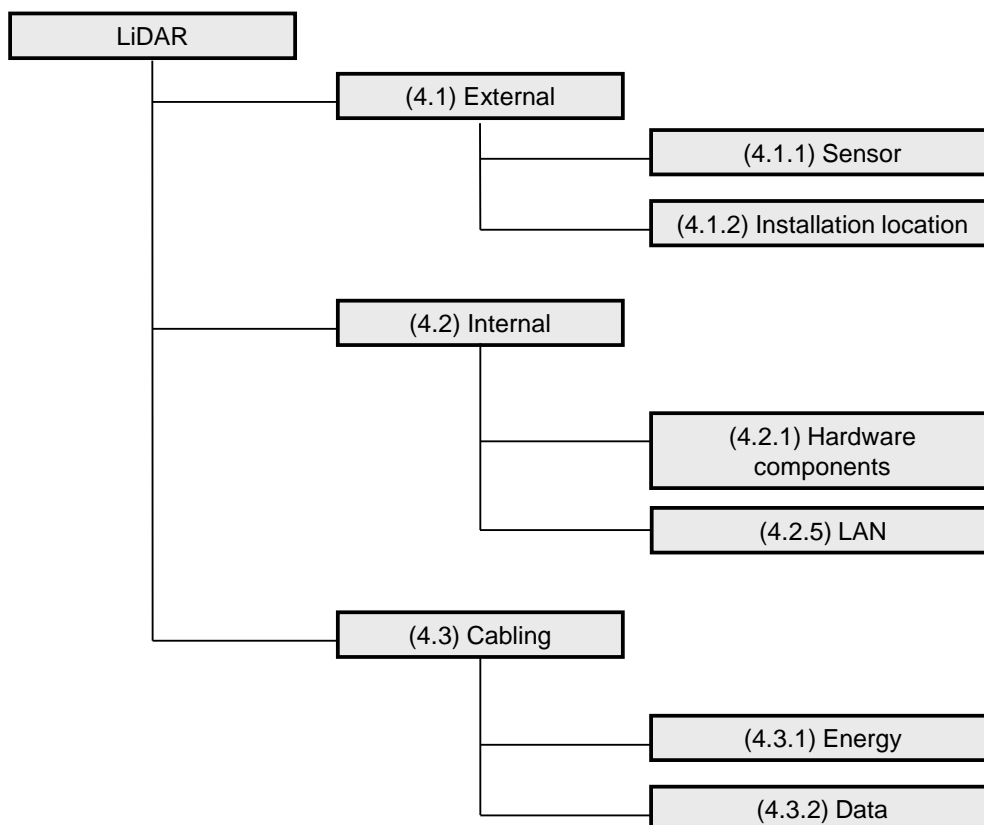 LiDAR
(4.1) External
(4.1.1) Sensor
(4.1.2) Installation location
(4.2) Internal
(4.2.1) Hardware
components
(4.2.5) LAN
(4.3) Cabling
(4.3.1) Energy
(4.3.2) Data